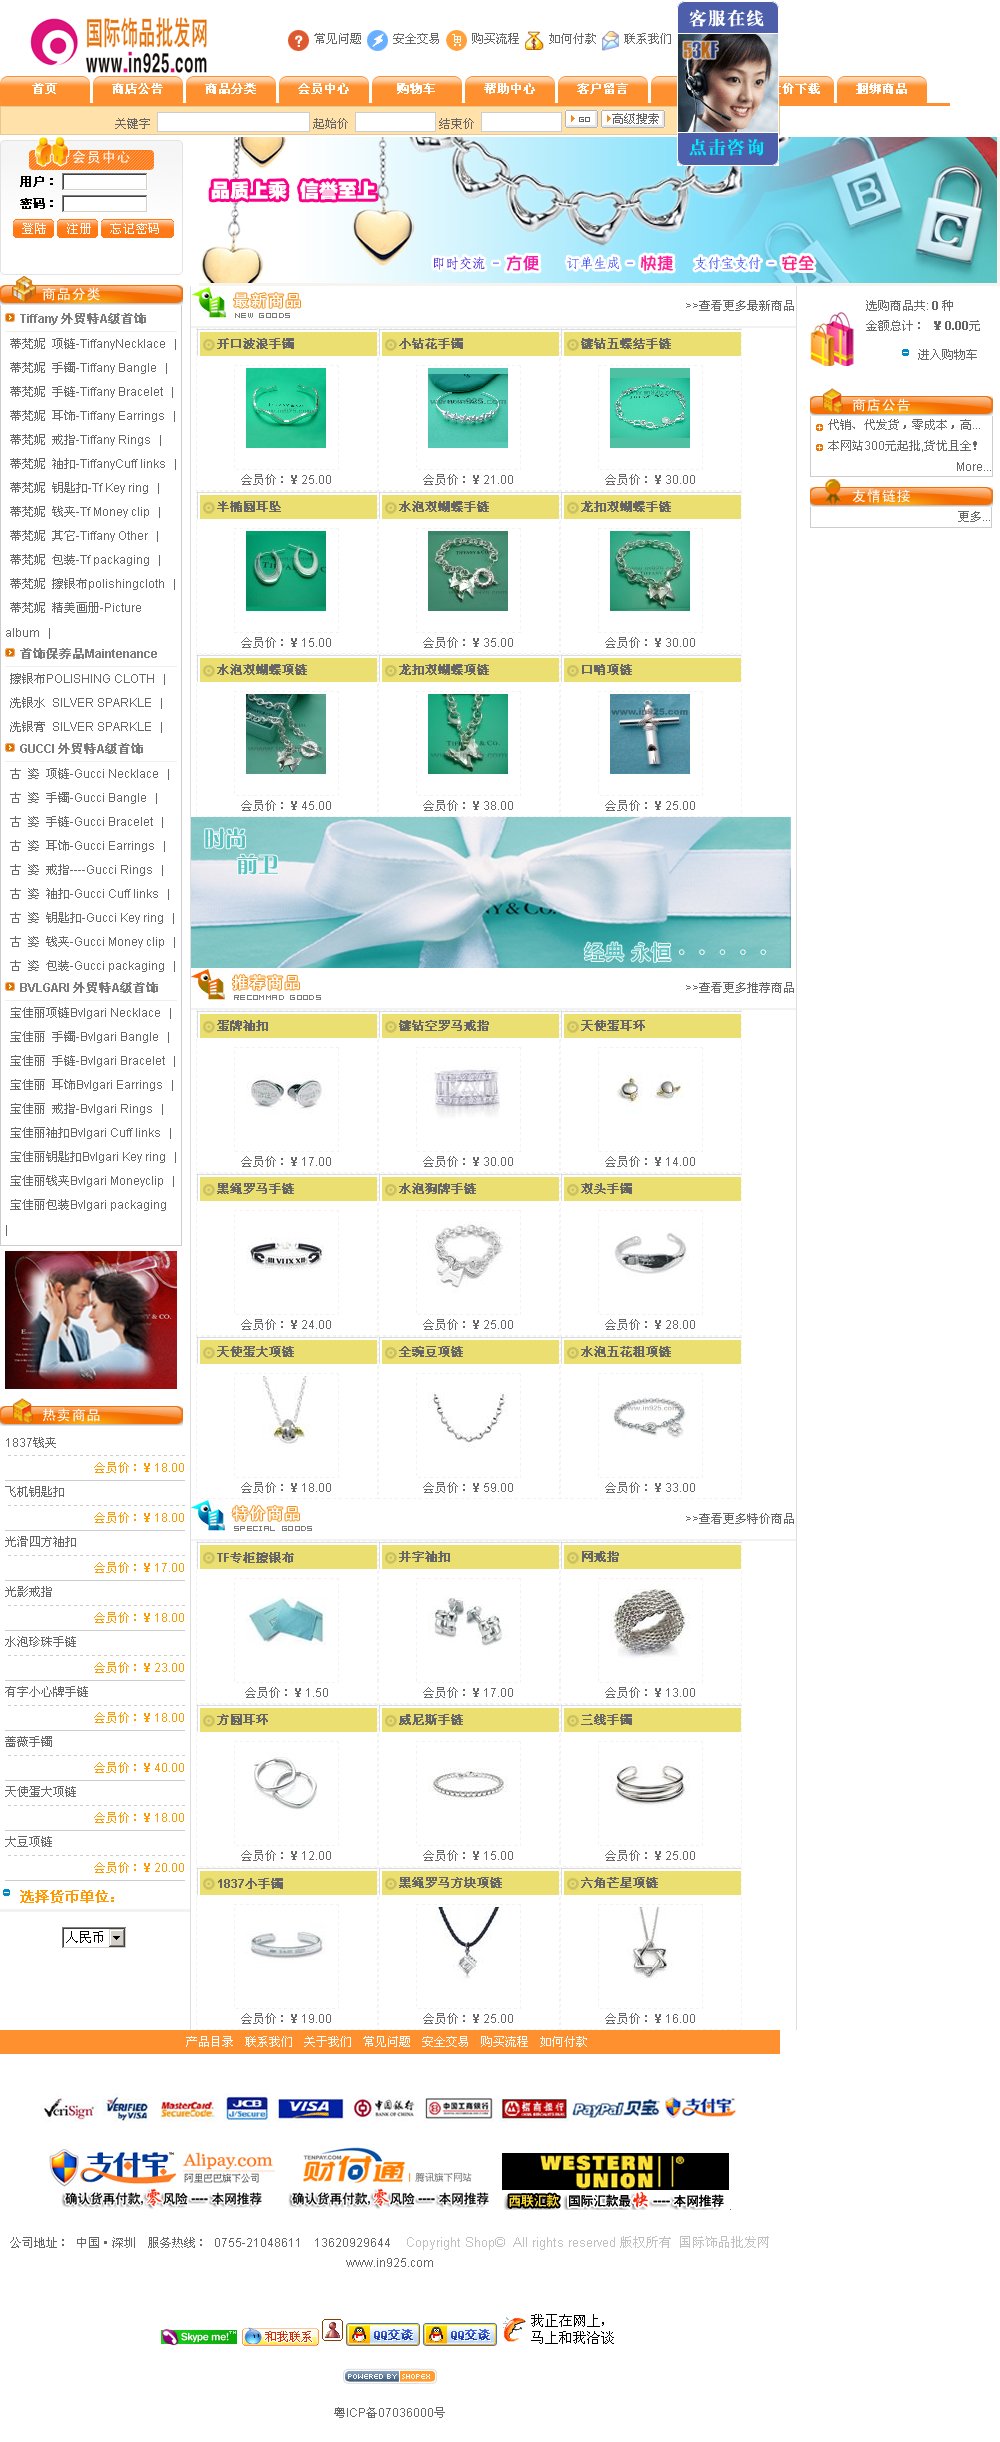 国际饰品批发网
www.in925.com
常见问题 安全交易 购买流程 如何付款 联系我们
客服在线
53KF
点击咨询
首页 商店公告 商品分类 会员中心 购物车 帮助中心 客户留言 价下载 捆绑商品
关键字 起始价 结束价 GO 高级搜索
会员中心
用户：
密码：
登陆 注册 忘记密码
品质上乘 信誉至上
即时交流 - 方便 订单生成 - 快捷 支付宝支付 - 安全
B
C
商品分类
Tiffany 外贸特A级首饰
蒂梵妮 项链-TiffanyNecklace |
蒂梵妮 手镯-Tiffany Bangle |
蒂梵妮 手链-Tiffany Bracelet |
蒂梵妮 耳饰-Tiffany Earrings |
蒂梵妮 戒指-Tiffany Rings |
蒂梵妮 袖扣-TiffanyCuff links |
蒂梵妮 钥匙扣-Tf Key ring |
蒂梵妮 钱夹-Tf Money clip |
蒂梵妮 其它-Tiffany Other |
蒂梵妮 包装-Tf packaging |
蒂梵妮 擦银布polishingcloth |
蒂梵妮 精美画册-Picture
album |
首饰保养品Maintenance
擦银布POLISHING CLOTH |
洗银水 SILVER SPARKLE |
洗银膏 SILVER SPARKLE |
GUCCI 外贸特A级首饰
古 姿 项链-Gucci Necklace |
古 姿 手镯-Gucci Bangle |
古 姿 手链-Gucci Bracelet |
古 姿 耳饰-Gucci Earrings |
古 姿 戒指----Gucci Rings |
古 姿 袖扣-Gucci Cuff links |
古 姿 钥匙扣-Gucci Key ring |
古 姿 钱夹-Gucci Money clip |
古 姿 包装-Gucci packaging |
BVLGARI 外贸特A级首饰
宝佳丽项链Bvlgari Necklace |
宝佳丽 手镯-Bvlgari Bangle |
宝佳丽 手链-Bvlgari Bracelet |
宝佳丽 耳饰Bvlgari Earrings |
宝佳丽 戒指-Bvlgari Rings |
宝佳丽袖扣Bvlgari Cuff links |
宝佳丽钥匙扣Bvlgari Key ring |
宝佳丽钱夹Bvlgari Moneyclip |
宝佳丽包装Bvlgari packaging
|
热卖商品
1837钱夹
会员价：¥ 18.00
飞机钥匙扣
会员价：¥ 18.00
光滑四方袖扣
会员价：¥ 17.00
光影戒指
会员价：¥ 18.00
水泡珍珠手链
会员价：¥ 23.00
有字小心牌手链
会员价：¥ 18.00
蔷薇手镯
会员价：¥ 40.00
天使蛋大项链
会员价：¥ 18.00
大豆项链
会员价：¥ 20.00
选择货币单位：
人民币
最新商品
NEW GOODS
>>查看更多最新商品
开口波浪手镯 小钻花手镯 镀钻五蝶结手链
会员价：¥ 25.00 会员价：¥ 21.00 会员价：¥ 30.00
半椭圆耳坠 水泡双蝴蝶手链 龙扣双蝴蝶手链
会员价：¥ 15.00 会员价：¥ 35.00 会员价：¥ 30.00
水泡双蝴蝶项链 龙扣双蝴蝶项链 口哨项链
会员价：¥ 45.00 会员价：¥ 38.00 会员价：¥ 25.00
时尚
前卫
Y & CO.
经典 永恒·····
推荐商品
RECOMMAD GOODS
>>查看更多推荐商品
蛋牌袖扣 镀钻空罗马戒指 天使蛋耳环
会员价：¥ 17.00 会员价：¥ 30.00 会员价：¥ 14.00
黑绳罗马手链 水泡狗牌手链 双头手镯
会员价：¥ 24.00 会员价：¥ 25.00 会员价：¥ 28.00
天使蛋大项链 全豌豆项链 水泡五花粗项链
会员价：¥ 18.00 会员价：¥ 59.00 会员价：¥ 33.00
特价商品
SPECIAL GOODS
>>查看更多特价商品
TF专柜擦银布 井字袖扣 网戒指
会员价：¥ 1.50 会员价：¥ 17.00 会员价：¥ 13.00
方圆耳环 威尼斯手链 三线手镯
会员价：¥ 12.00 会员价：¥ 15.00 会员价：¥ 25.00
1837小手镯 黑绳罗马方块项链 六角芒星项链
会员价：¥ 19.00 会员价：¥ 25.00 会员价：¥ 16.00
选购商品共: 0 种
金额总计： ¥ 0.00元
进入购物车
商店公告
代销、代发货，零成本，高...
本网站300元起批,货忧且全!
More...
友情链接
更多...
产品目录 联系我们 关于我们 常见问题 安全交易 购买流程 如何付款
VeriSign VERIFIED by VISA MasterCard SecureCode. JCB J/Secure VISA 中国银行 BANK OF CHINA 中国工商银行 招商银行 PayPal 贝宝 支付宝
支付宝 Alipay.com 阿里巴巴旗下公司
确认货再付款,零风险 ---- 本网推荐
TENPAY.COM 财付通 腾讯旗下网站
确认货再付款,零风险 ---- 本网推荐
WESTERN UNION
西联汇款 国际汇款最快 ---- 本网推荐
公司地址： 中国·深圳 服务热线： 0755-21048611 13620929644 Copyright Shop© All rights reserved 版权所有 国际饰品批发网
www.in925.com
Skype me!™ 和我联系 QQ交谈 QQ交谈 我正在网上，
马上和我洽谈
POWERED BY SHOPEX
粤ICP备07036000号